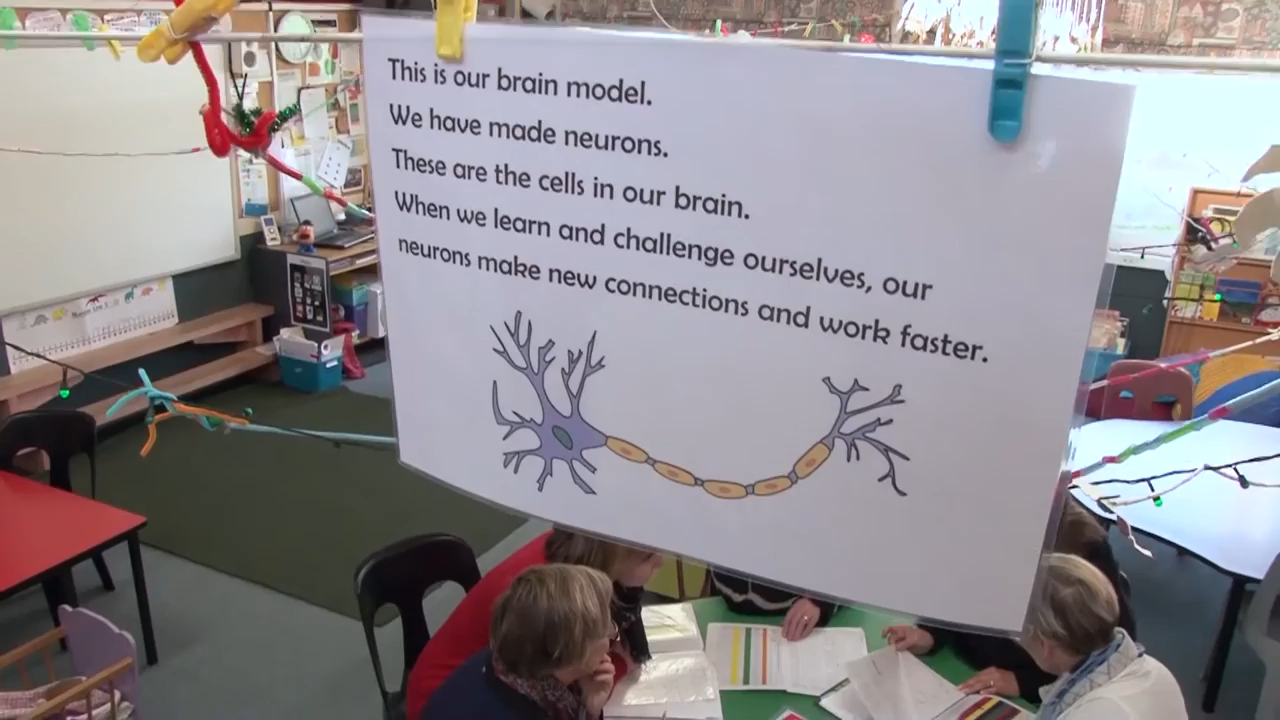 This is our brain model.
We have made neurons.
These are the cells in our brain.
When we learn and challenge ourselves, our
neurons make new connections and work faster.